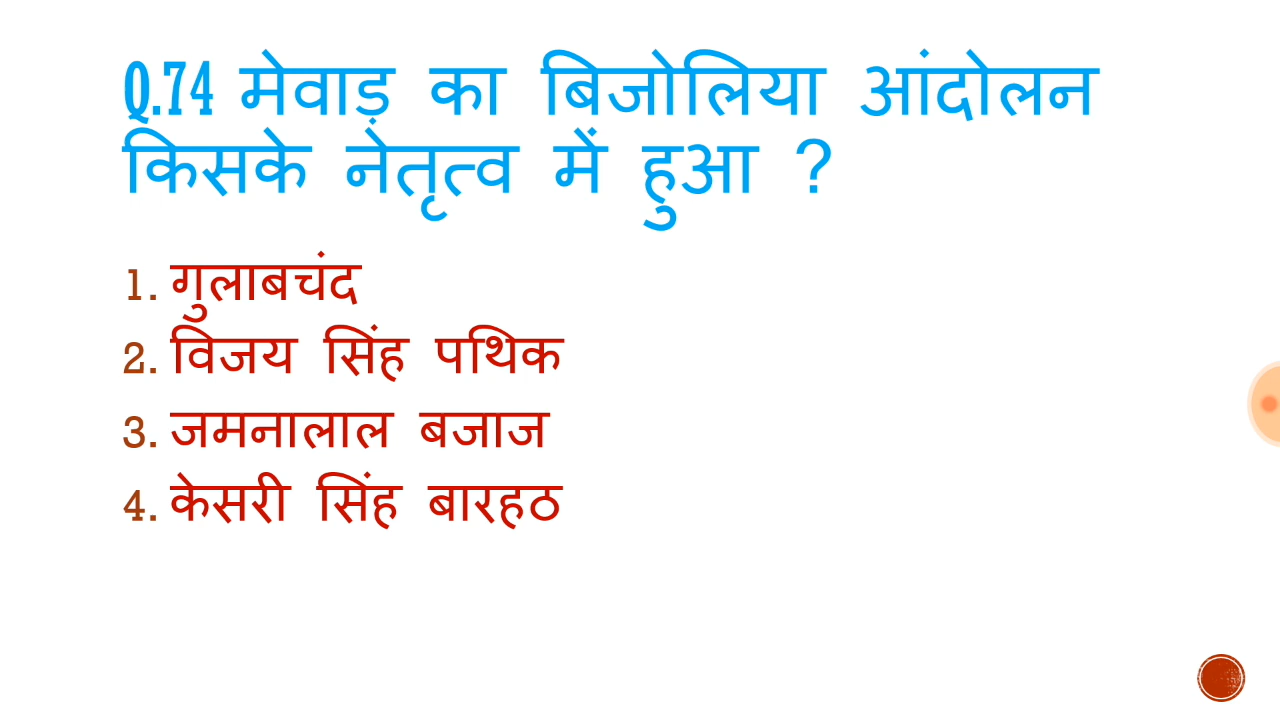 Q.74 मेवाड़ का बिजोलिया आंदोलन
किसके नेतृत्व में हुआ ?
1. गुलाबचंद
2. विजय सिंह पथिक
3. जमनालाल बजाज
4. केसरी सिंह बारहठ